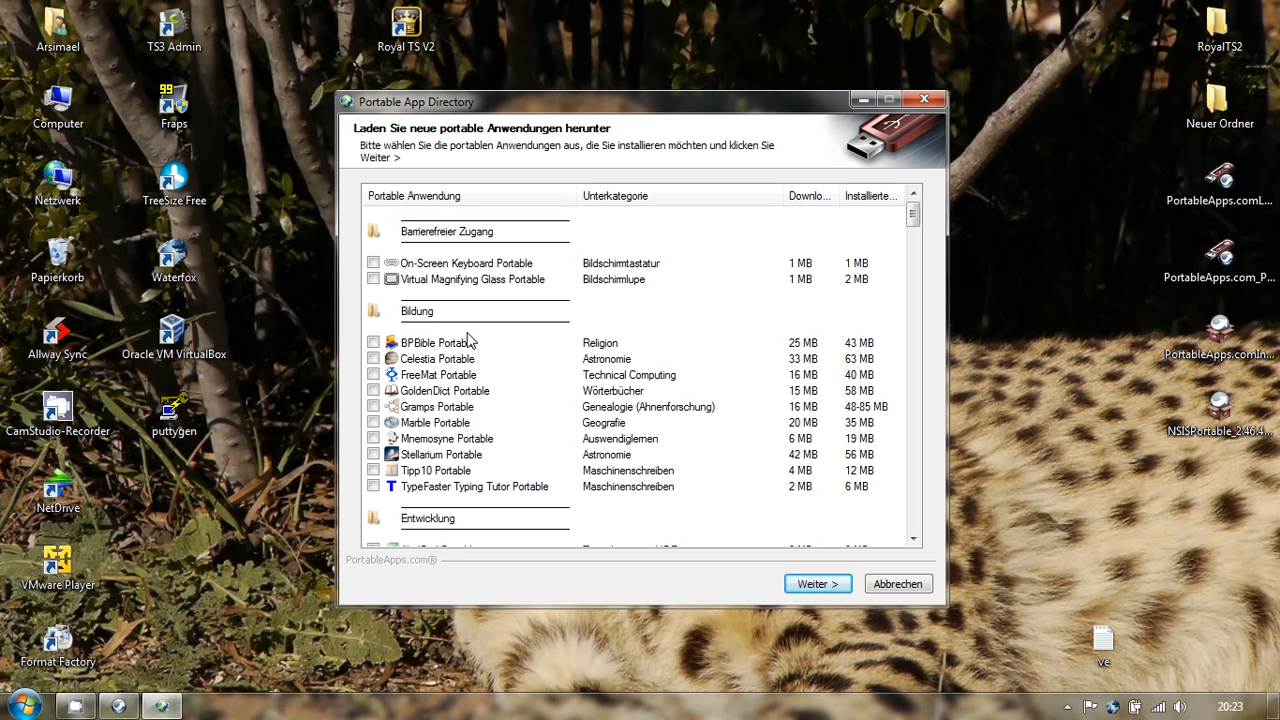 Arsimael
TS3 Admin
Royal TS V2
RoyalTS2
Computer
99
Fraps
Neuer Ordner
Netzwerk
TreeSize Free
PortableApps.comL...
Papierkorb
Waterfox
PortableApps.com_P...
Allway Sync
Oracle VM VirtualBox
PortableApps.comIn...
CamStudio-Recorder
puttygen
NSISPortable_2.46.4...
NetDrive
VMware Player
Format Factory
ve
Portable App Directory
Laden Sie neue portable Anwendungen herunter
Bitte wählen Sie die portablen Anwendungen aus, die Sie installieren möchten und klicken Sie
Weiter >
Portable Anwendung Unterkategorie Downlo... Installierte...
Barrierefreier Zugang
On-Screen Keyboard Portable Bildschirmtastatur 1 MB 1 MB
Virtual Magnifying Glass Portable Bildschirmlupe 1 MB 2 MB
Bildung
BPBible Portable Religion 25 MB 43 MB
Celestia Portable Astronomie 33 MB 63 MB
FreeMat Portable Technical Computing 16 MB 40 MB
GoldenDict Portable Wörterbücher 15 MB 58 MB
Gramps Portable Genealogie (Ahnenforschung) 16 MB 48-85 MB
Marble Portable Geografie 20 MB 35 MB
Mnemosyne Portable Auswendiglernen 6 MB 19 MB
Stellarium Portable Astronomie 42 MB 56 MB
Tipp10 Portable Maschinenschreiben 4 MB 12 MB
TypeFaster Typing Tutor Portable Maschinenschreiben 2 MB 6 MB
Entwicklung
PortableApps.com®
Weiter > Abbrechen
20:23